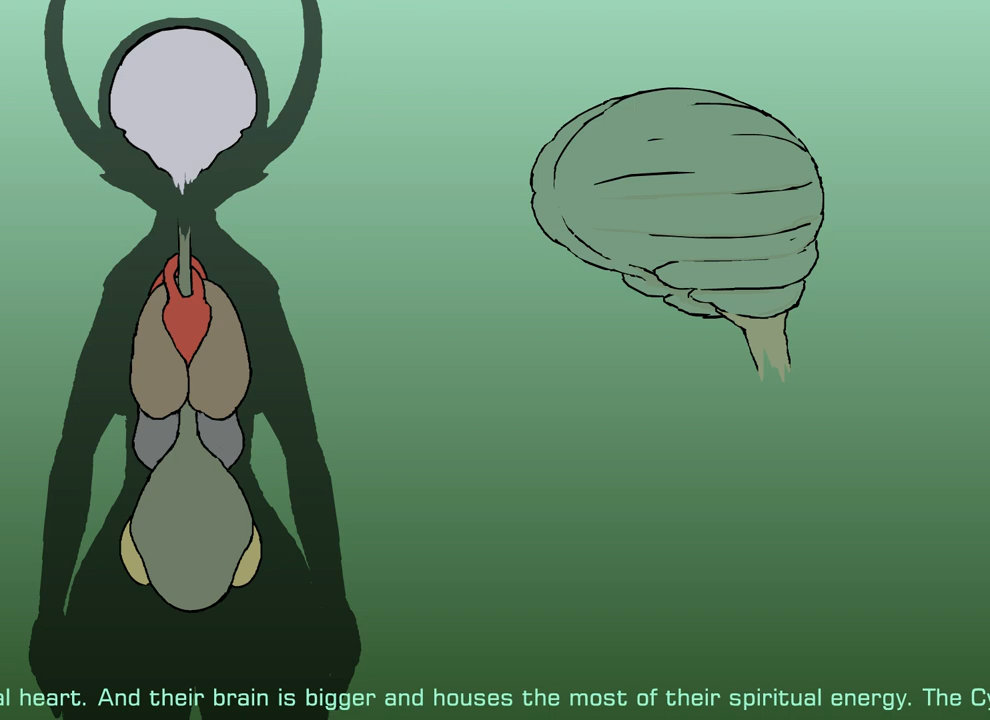 al heart. And their brain is bigger and houses the most of their spiritual energy. The Cy